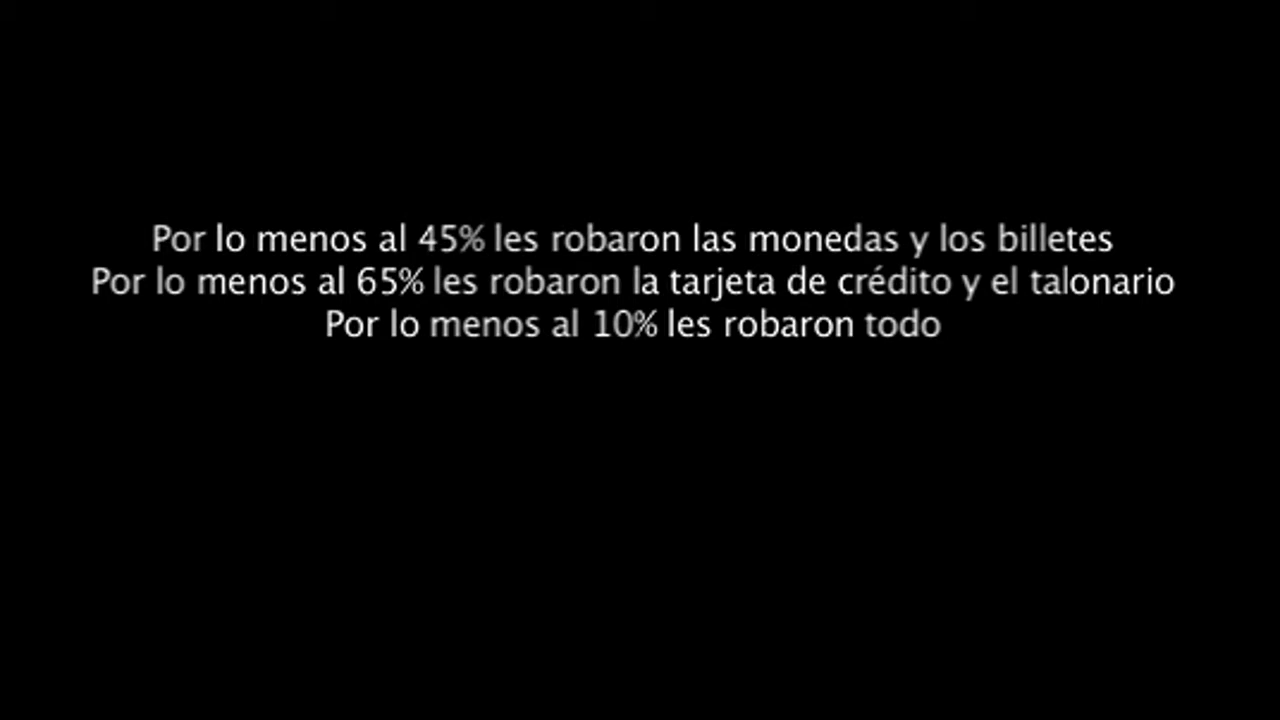 Por lo menos al 45% les robaron las monedas y los billetes
Por lo menos al 65% les robaron la tarjeta de crédito y el talonario
Por lo menos al 10% les robaron todo